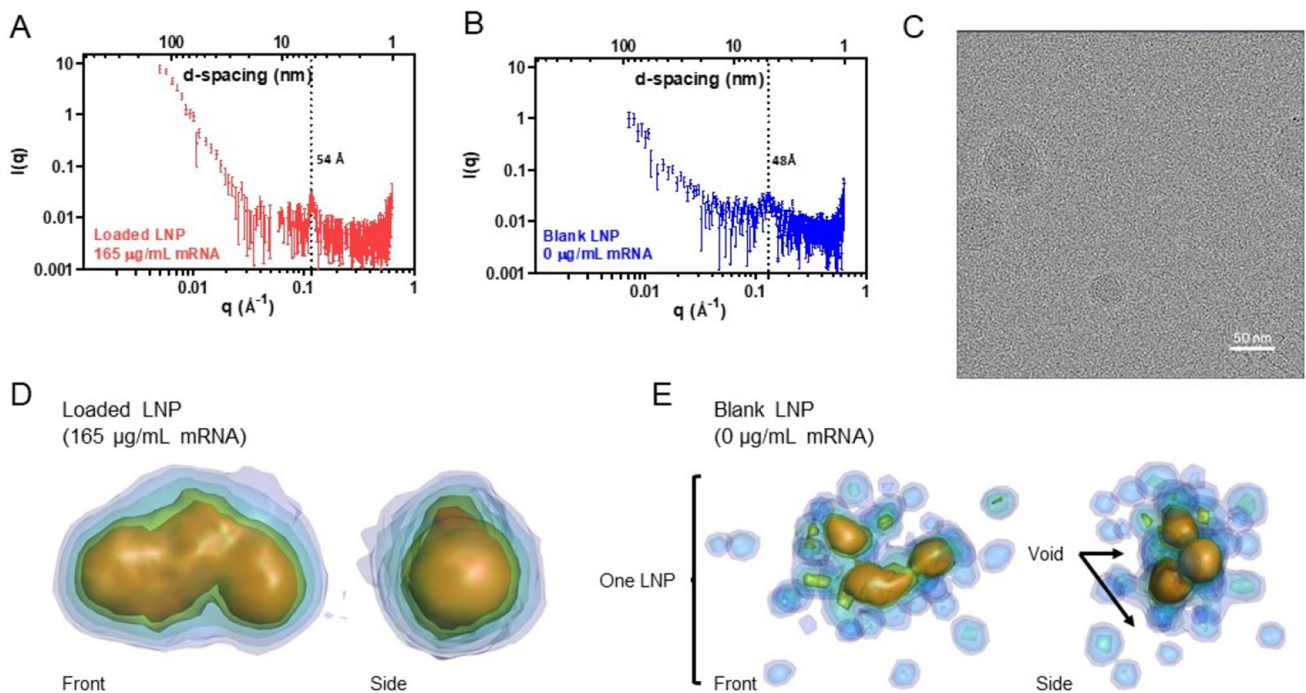 A
100 10 1
d-spacing (nm)
10
1
0.1
0.01
0.001
I(q)
54 Å
Loaded LNP
165 µg/mL mRNA
0.01 0.1 1
q (Å⁻¹)
B
100 10 1
d-spacing (nm)
10
1
0.1
0.01
0.001
I(q)
48Å
Blank LNP
0 µg/mL mRNA
0.01 0.1 1
q (Å⁻¹)
C
50 nm
D
Loaded LNP
(165 µg/mL mRNA)
Front Side
E
Blank LNP
(0 µg/mL mRNA)
One LNP
Void
Front Side